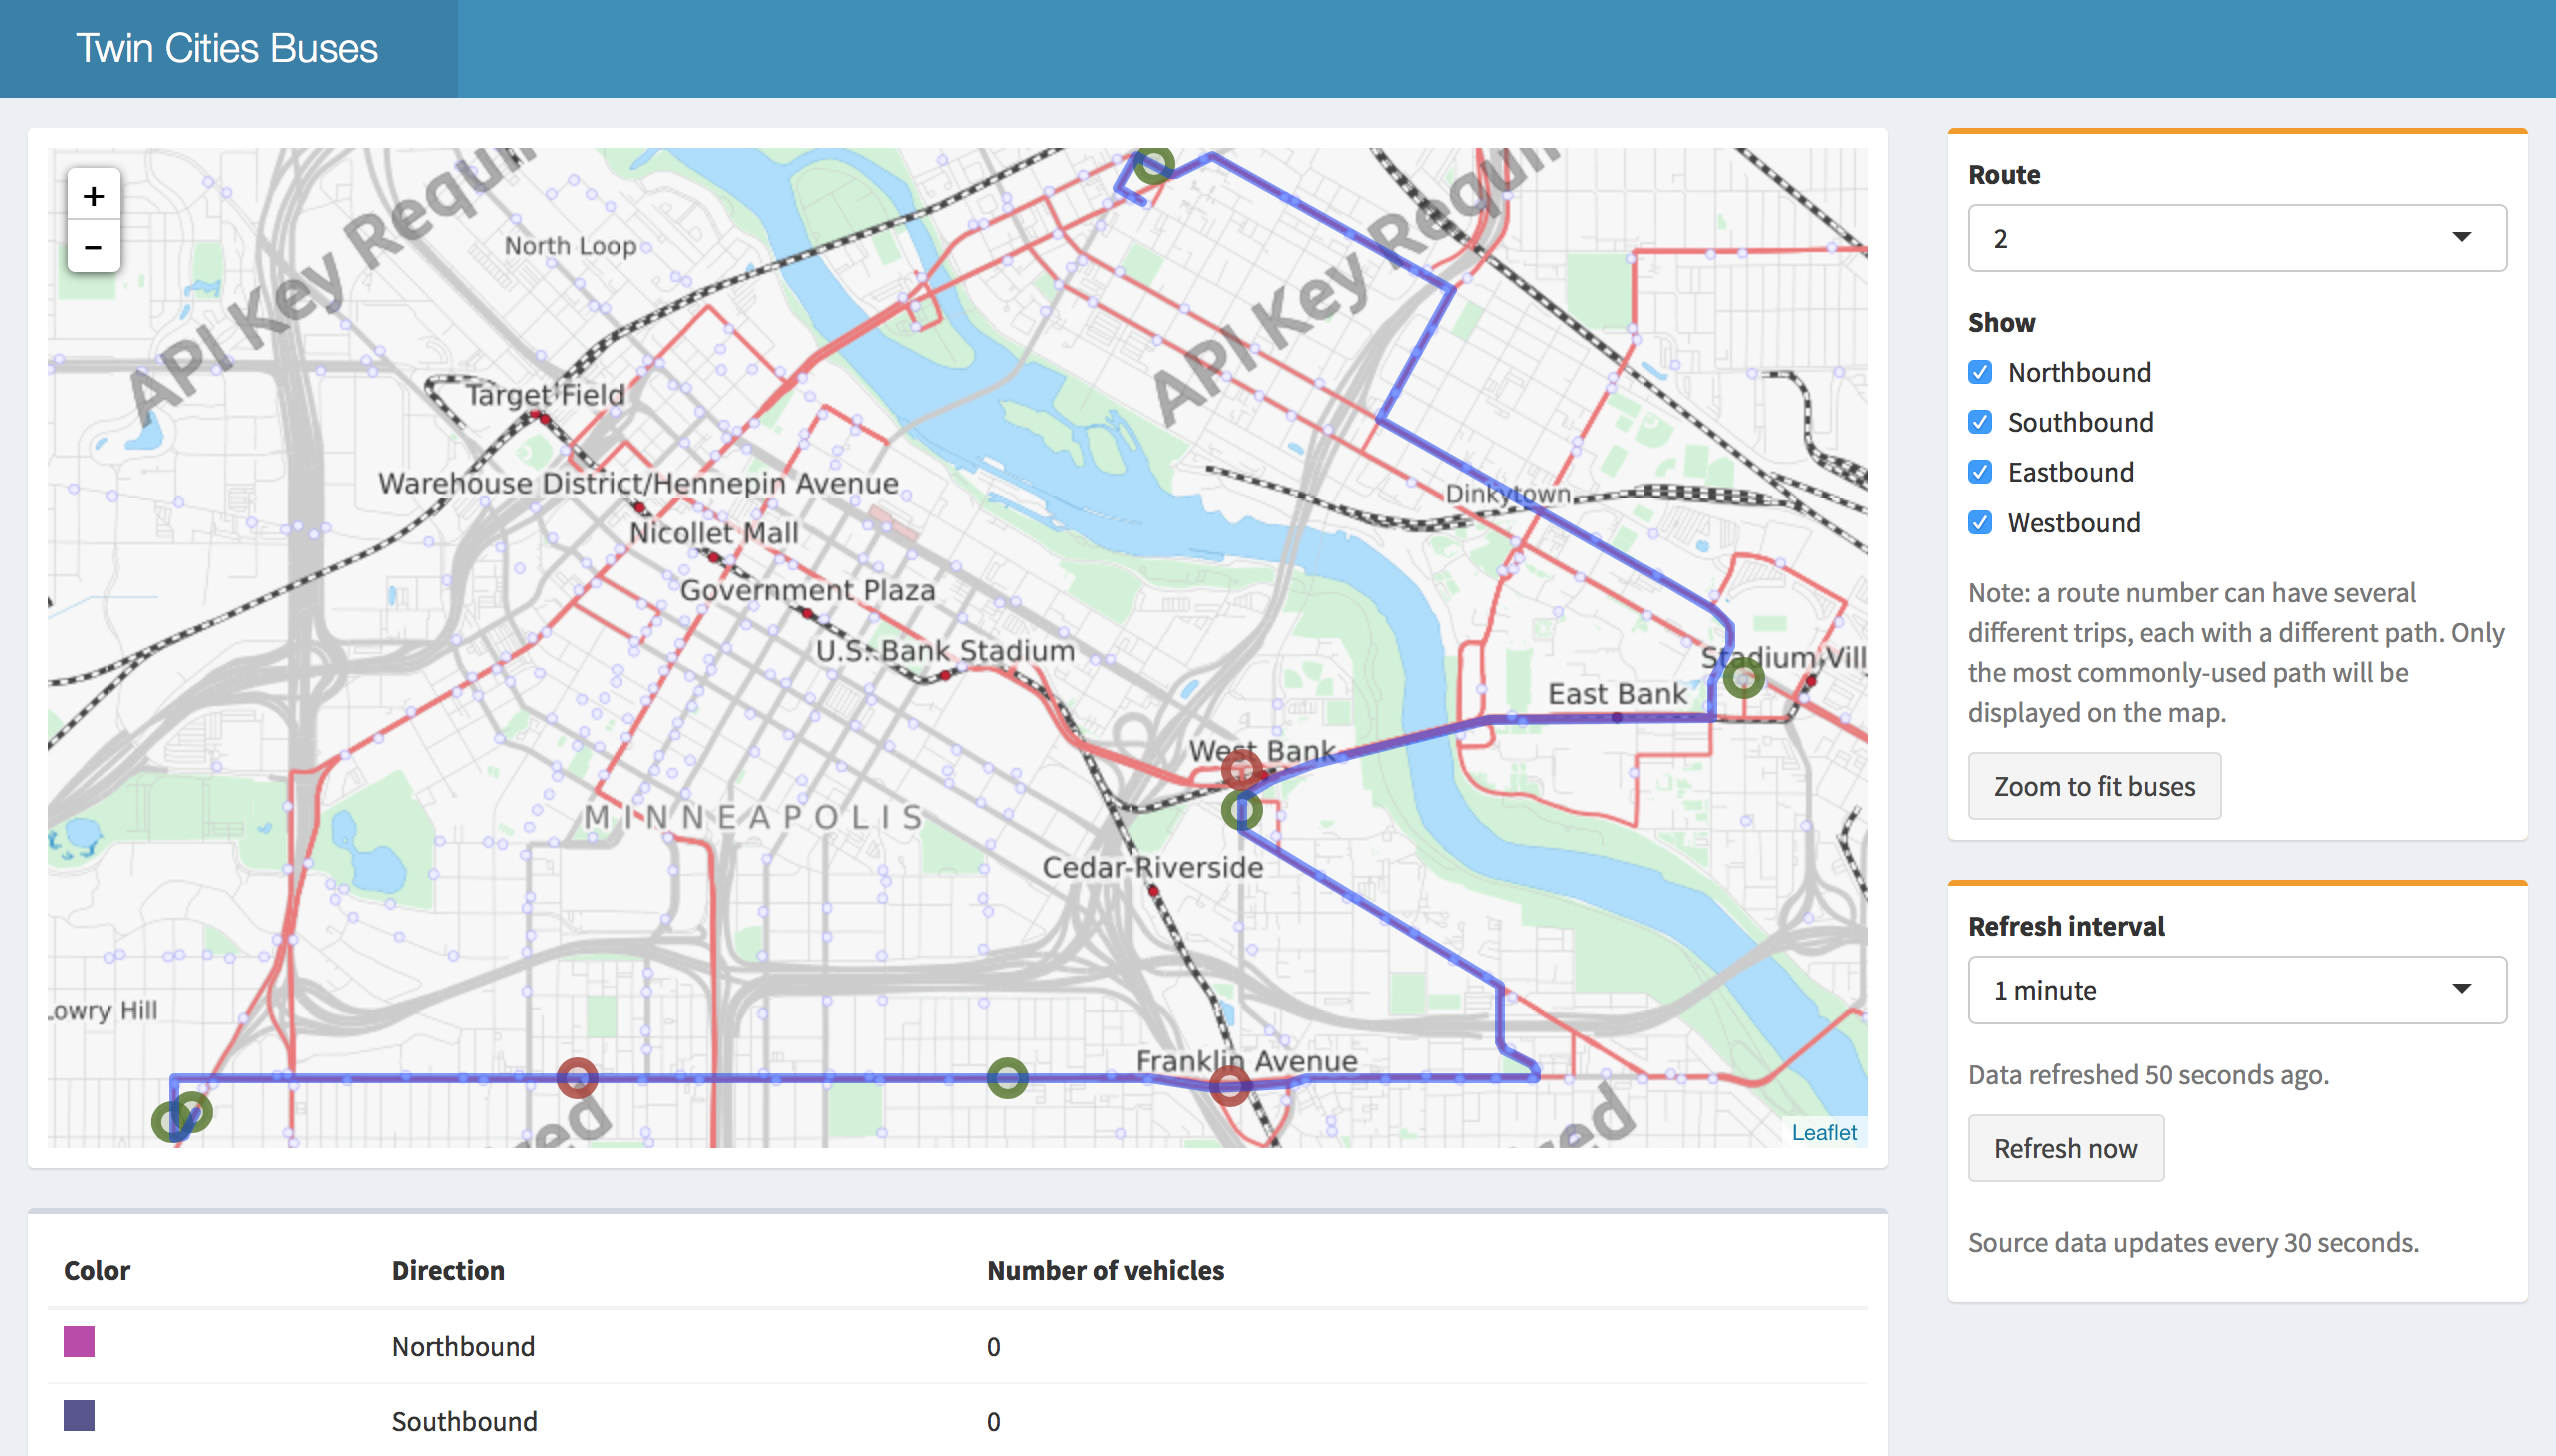 Twin Cities Buses
+
−
API Key Requir
API Key Requir
North Loop
Target Field
Warehouse District/Hennepin Avenue
Nicollet Mall
Government Plaza
U.S. Bank Stadium
Dinkytown
Stadium Vill
East Bank
West Bank
MINNEAPOLIS
Cedar-Riverside
Lowry Hill
Franklin Avenue
ed
red
Leaflet
Route
2
Show
Northbound
Southbound
Eastbound
Westbound
Note: a route number can have several
different trips, each with a different path. Only
the most commonly-used path will be
displayed on the map.
Zoom to fit buses
Refresh interval
1 minute
Data refreshed 50 seconds ago.
Refresh now
Source data updates every 30 seconds.
Color Direction Number of vehicles
Northbound 0
Southbound 0